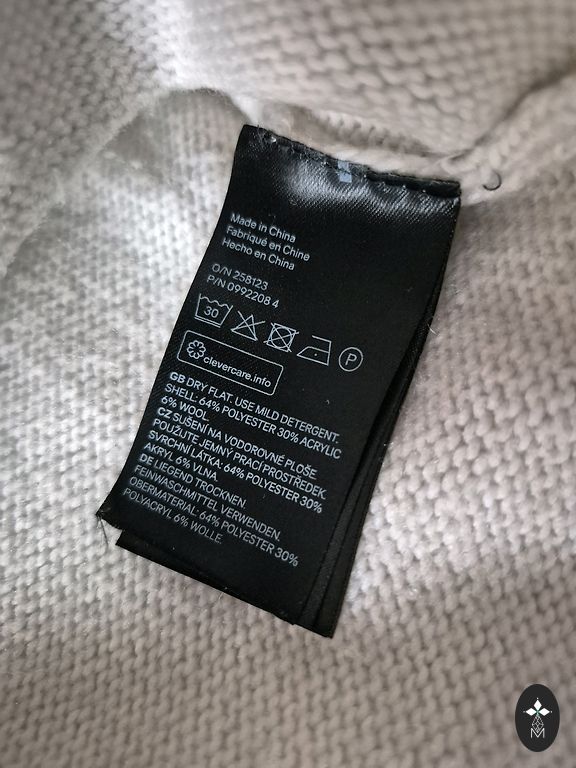 Made in China
Fabriqué en Chine
Hecho en China
O/N 258123
P/N 0992208 4
30
P
clevercare.info
GB DRY FLAT. USE MILD DETERGENT.
SHELL: 64% POLYESTER 30% ACRYLIC
6% WOOL
CZ SUŠENÍ NA VODOROVNÉ PLOŠE.
POUŽIJTE JEMNÝ PRACÍ PROSTŘEDEK.
SVRCHNÍ LÁTKA: 64% POLYESTER 30%
AKRYL 6% VLNA.
DE LIEGEND TROCKNEN.
FEINWASCHMITTEL VERWENDEN.
OBERMATERIAL: 64% POLYESTER 30%
POLYACRYL 6% WOLLE.
M